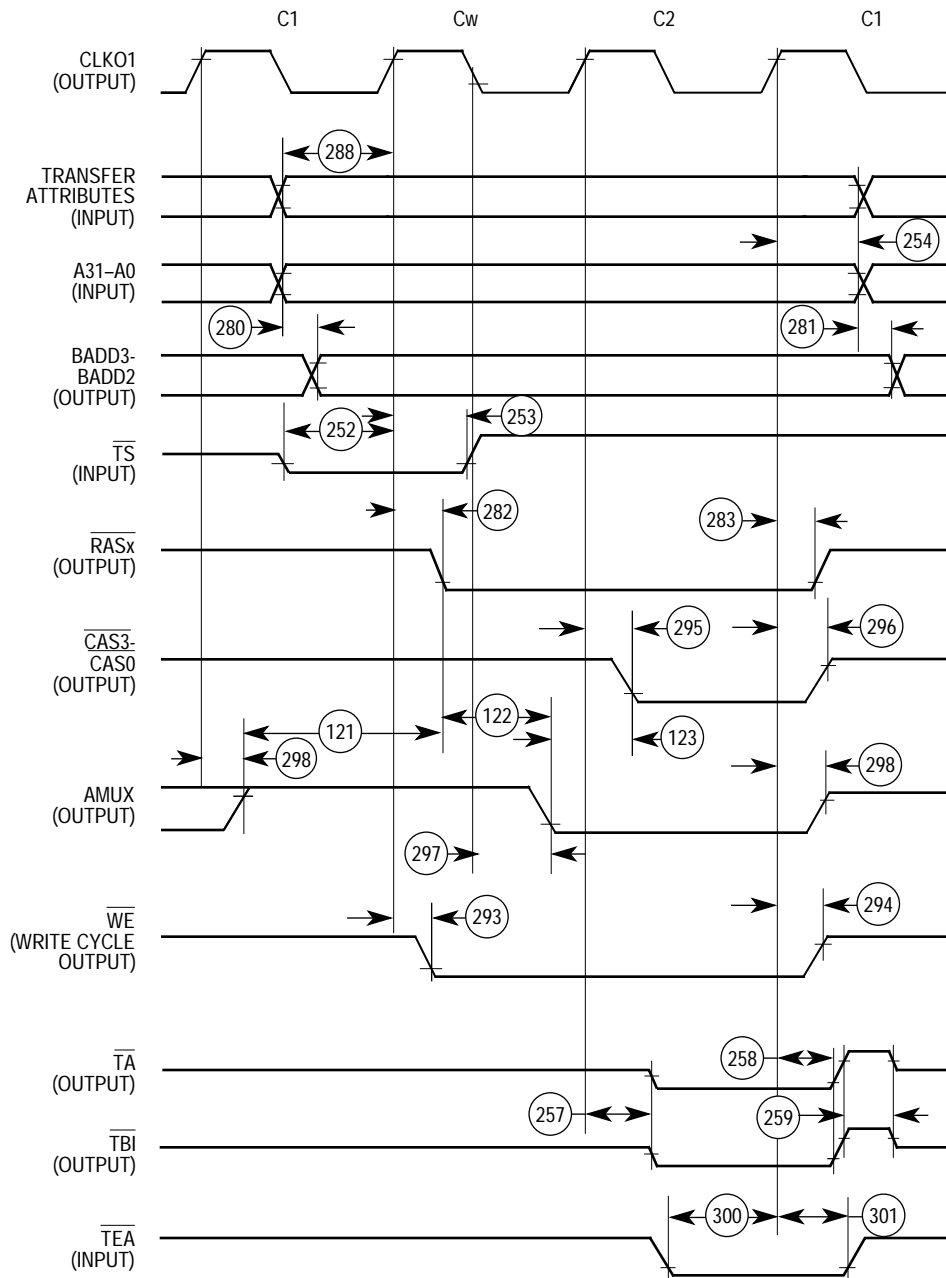 C1 Cw C2 C1
CLKO1
(OUTPUT)
288
TRANSFER
ATTRIBUTES
(INPUT)
254
A31–A0
(INPUT)
280 281
BADD3-
BADD2
(OUTPUT)
252 253
TS
(INPUT)
282 283
RASx
(OUTPUT)
295 296
CAS3-
CAS0
(OUTPUT)
121 122 123
298 298
AMUX
(OUTPUT)
297
293 294
WE
(WRITE CYCLE
OUTPUT)
258
TA
(OUTPUT)
257 259
TBI
(OUTPUT)
300 301
TEA
(INPUT)